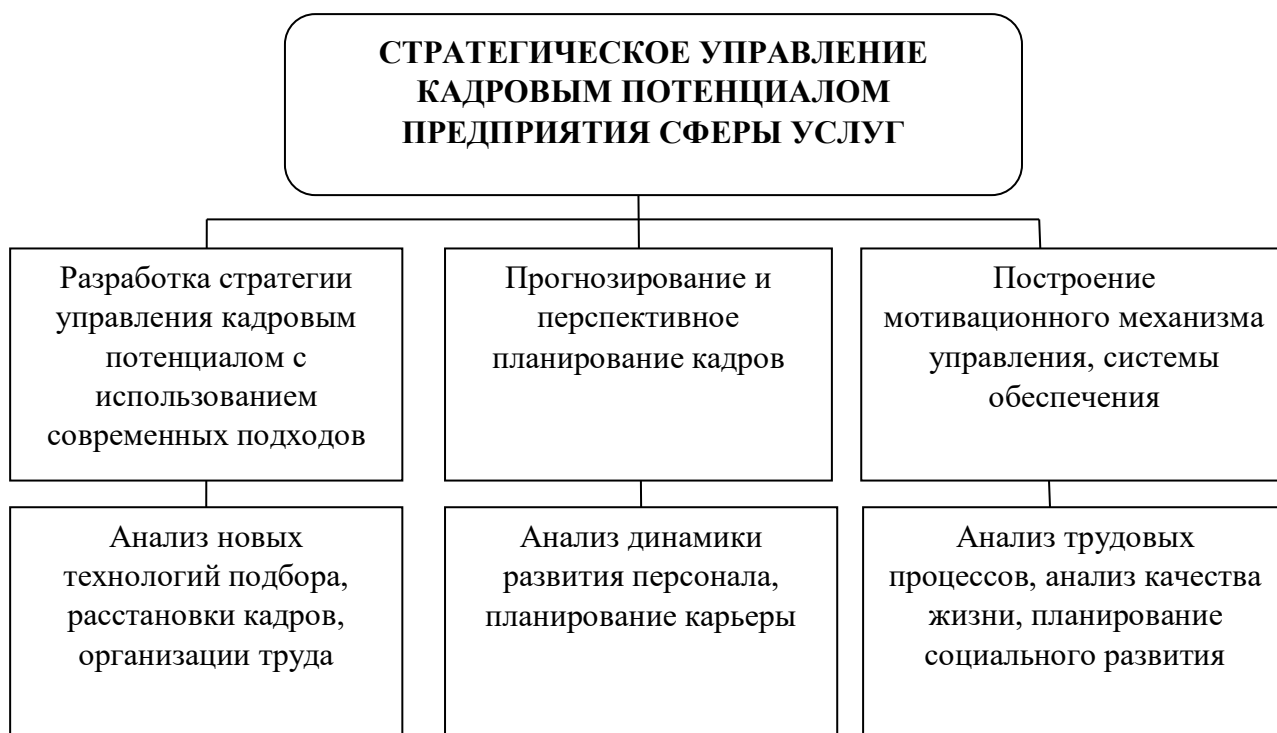 СТРАТЕГИЧЕСКОЕ УПРАВЛЕНИЕ
КАДРОВЫМ ПОТЕНЦИАЛОМ
ПРЕДПРИЯТИЯ СФЕРЫ УСЛУГ
Разработка стратегии
управления кадровым
потенциалом с
использованием
современных подходов
Прогнозирование и
перспективное
планирование кадров
Построение
мотивационного механизма
управления, системы
обеспечения
Анализ новых
технологий подбора,
расстановки кадров,
организации труда
Анализ динамики
развития персонала,
планирование карьеры
Анализ трудовых
процессов, анализ качества
жизни, планирование
социального развития